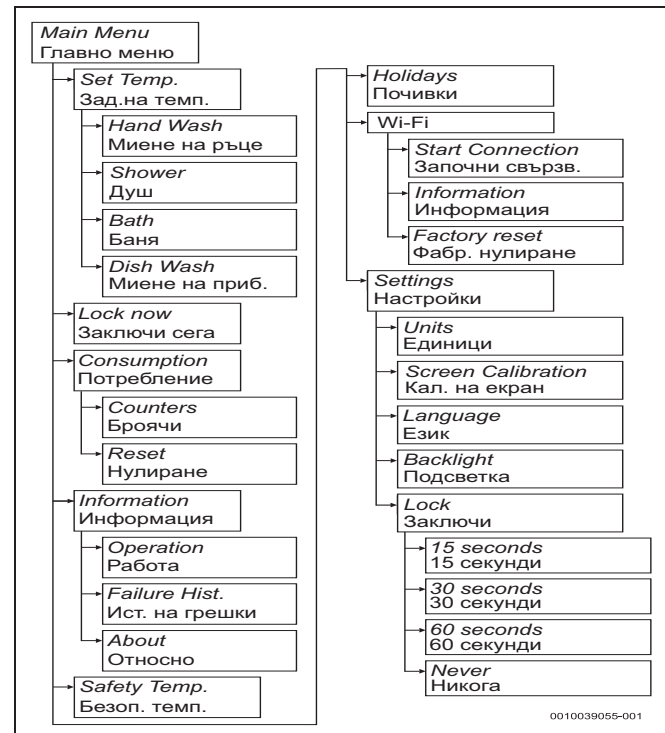 Main Menu
Главно меню
Set Temp.
Зад.на темп.
Hand Wash
Миене на ръце
Shower
Душ
Bath
Баня
Dish Wash
Миене на приб.
Lock now
Заключи сега
Consumption
Потребление
Counters
Броячи
Reset
Нулиране
Information
Информация
Operation
Работа
Failure Hist.
Ист. на грешки
About
Относно
Safety Temp.
Безоп. темп.
Holidays
Почивки
Wi-Fi
Start Connection
Започни свързв.
Information
Информация
Factory reset
Фабр. нулиране
Settings
Настройки
Units
Единици
Screen Calibration
Кал. на екран
Language
Език
Backlight
Подсветка
Lock
Заключи
15 seconds
15 секунди
30 seconds
30 секунди
60 seconds
60 секунди
Never
Никога
0010039055-001